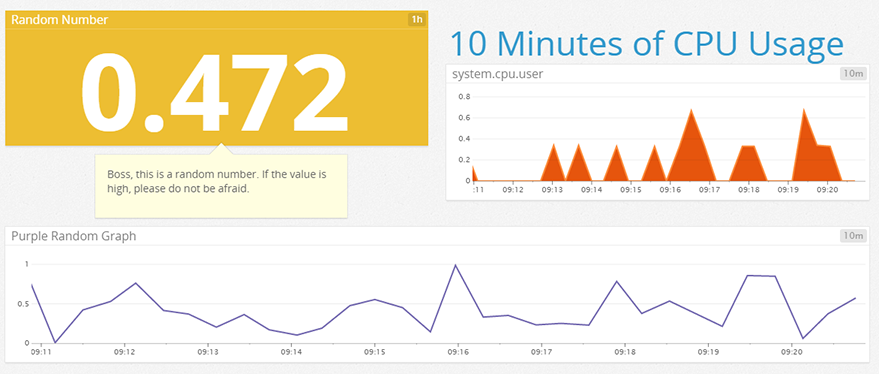 Random Number 1h
0.472
Boss, this is a random number. If the value is
high, please do not be afraid.
10 Minutes of CPU Usage
system.cpu.user 10m
0.8
0.6
0.4
0.2
0
:11 09:12 09:13 09:14 09:15 09:16 09:17 09:18 09:19 09:20
Purple Random Graph 10m
1
0.5
0
09:11 09:12 09:13 09:14 09:15 09:16 09:17 09:18 09:19 09:20